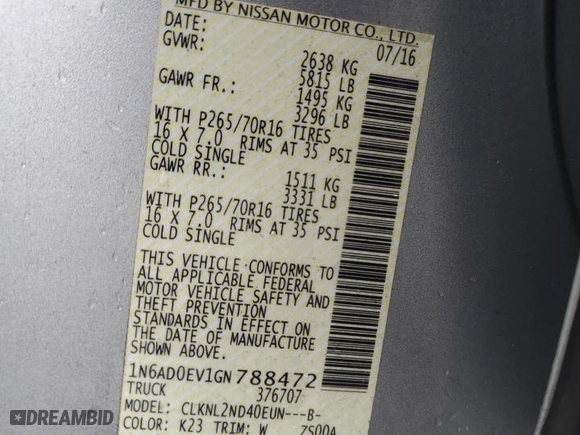 MFD BY NISSAN MOTOR CO., LTD.
DATE: 07/16
GVWR: 2638 KG
5815 LB
GAWR FR.: 1495 KG
3296 LB
WITH P265/70R16 TIRES
16 X 7.0 RIMS AT 35 PSI
COLD SINGLE
GAWR RR.: 1511 KG
3331 LB
WITH P265/70R16 TIRES
16 X 7.0 RIMS AT 35 PSI
COLD SINGLE
THIS VEHICLE CONFORMS TO
ALL APPLICABLE FEDERAL
MOTOR VEHICLE SAFETY AND
THEFT PREVENTION
STANDARDS IN EFFECT ON
THE DATE OF MANUFACTURE
SHOWN ABOVE.
1N6AD0EV1GN 788472
TRUCK 376707
MODEL: CLKNL2ND40EUN---B-
COLOR: K23 TRIM: W ZS00A
DREAMBID.COM